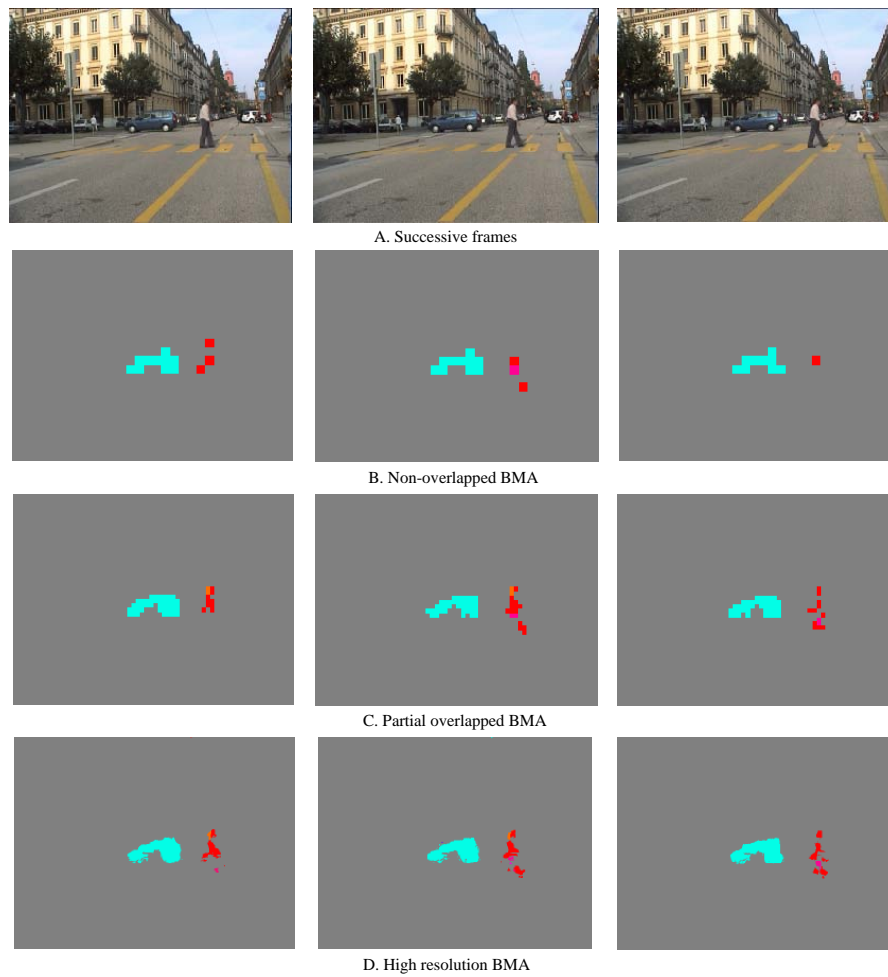 A. Successive frames
B. Non-overlapped BMA
C. Partial overlapped BMA
D. High resolution BMA